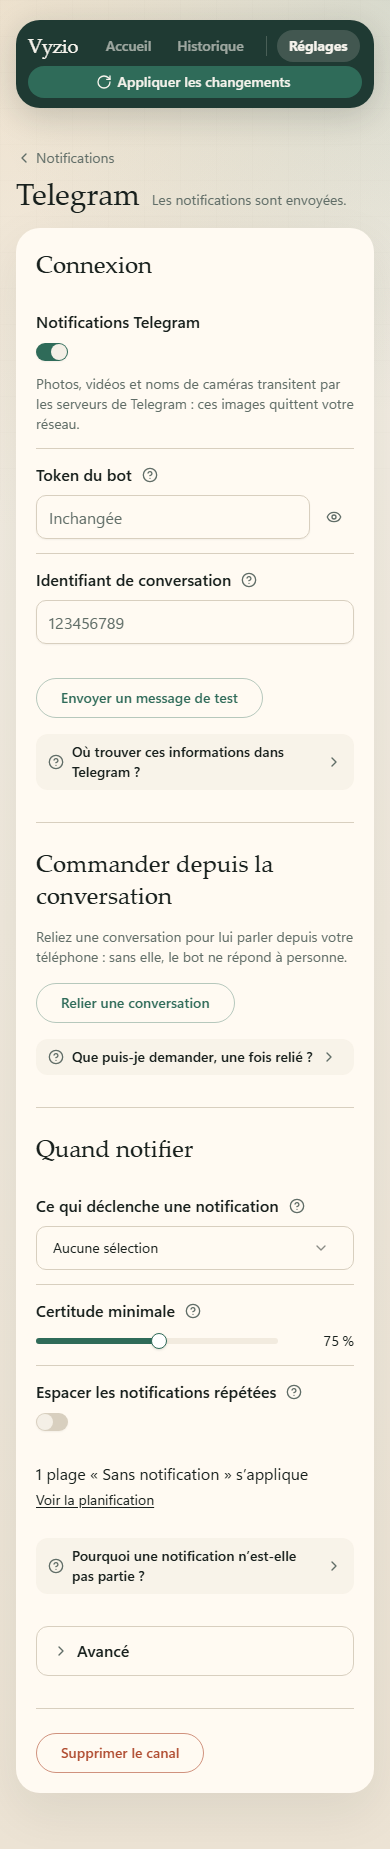 Vyzio
Accueil
Historique
Réglages
Appliquer les changements
Notifications
Telegram Les notifications sont envoyées.
Connexion
Notifications Telegram
Photos, vidéos et noms de caméras transitent par
les serveurs de Telegram : ces images quittent votre
réseau.
Token du bot
Inchangée
Identifiant de conversation
123456789
Envoyer un message de test
Où trouver ces informations dans
Telegram ?
Commander depuis la
conversation
Reliez une conversation pour lui parler depuis votre
téléphone : sans elle, le bot ne répond à personne.
Relier une conversation
Que puis-je demander, une fois relié ?
Quand notifier
Ce qui déclenche une notification
Aucune sélection
Certitude minimale
75 %
Espacer les notifications répétées
1 plage « Sans notification » s’applique
Voir la planification
Pourquoi une notification n’est-elle
pas partie ?
Avancé
Supprimer le canal